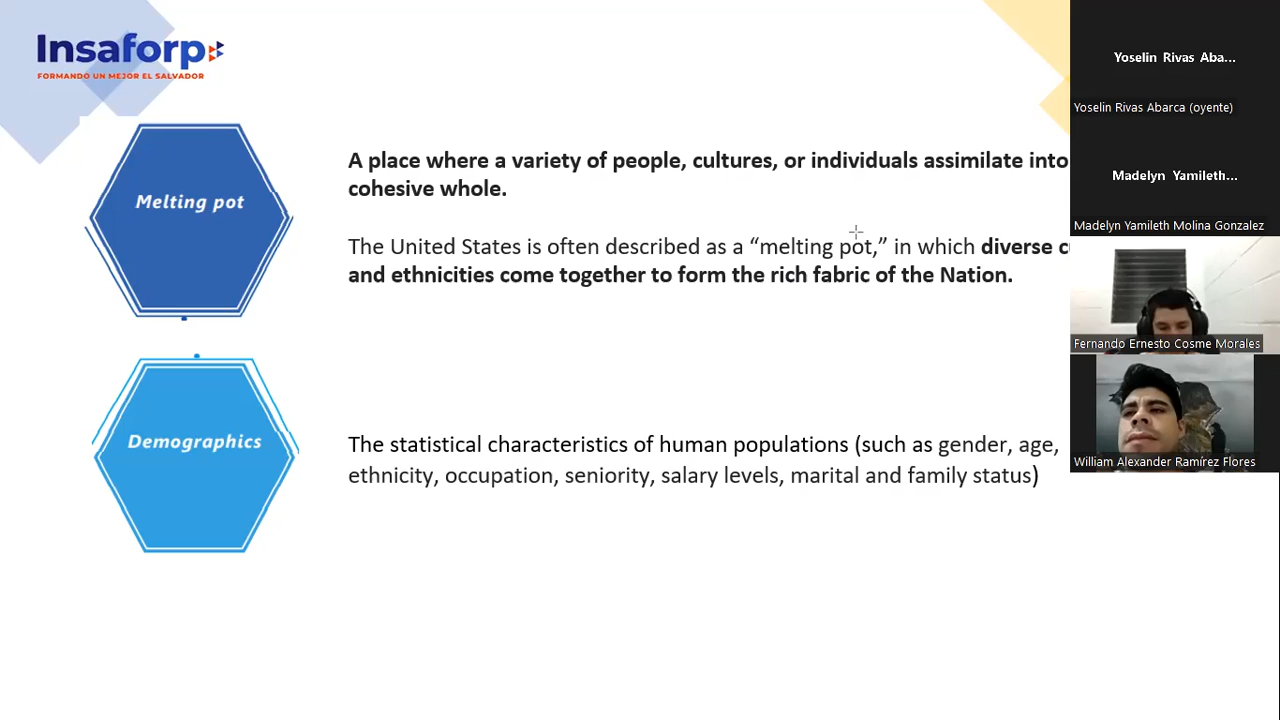 Insaforp
FORMANDO UN MEJOR EL SALVADOR
Melting pot
A place where a variety of people, cultures, or individuals assimilate into
cohesive whole.
The United States is often described as a “melting pot,” in which diverse
and ethnicities come together to form the rich fabric of the Nation.
Demographics
The statistical characteristics of human populations (such as gender, age,
ethnicity, occupation, seniority, salary levels, marital and family status)
Yoselin Rivas Aba...
Yoselin Rivas Abarca (oyente)
Madelyn Yamileth...
Madelyn Yamileth Molina Gonzalez
Fernando Ernesto Cosme Morales
William Alexander Ramírez Flores